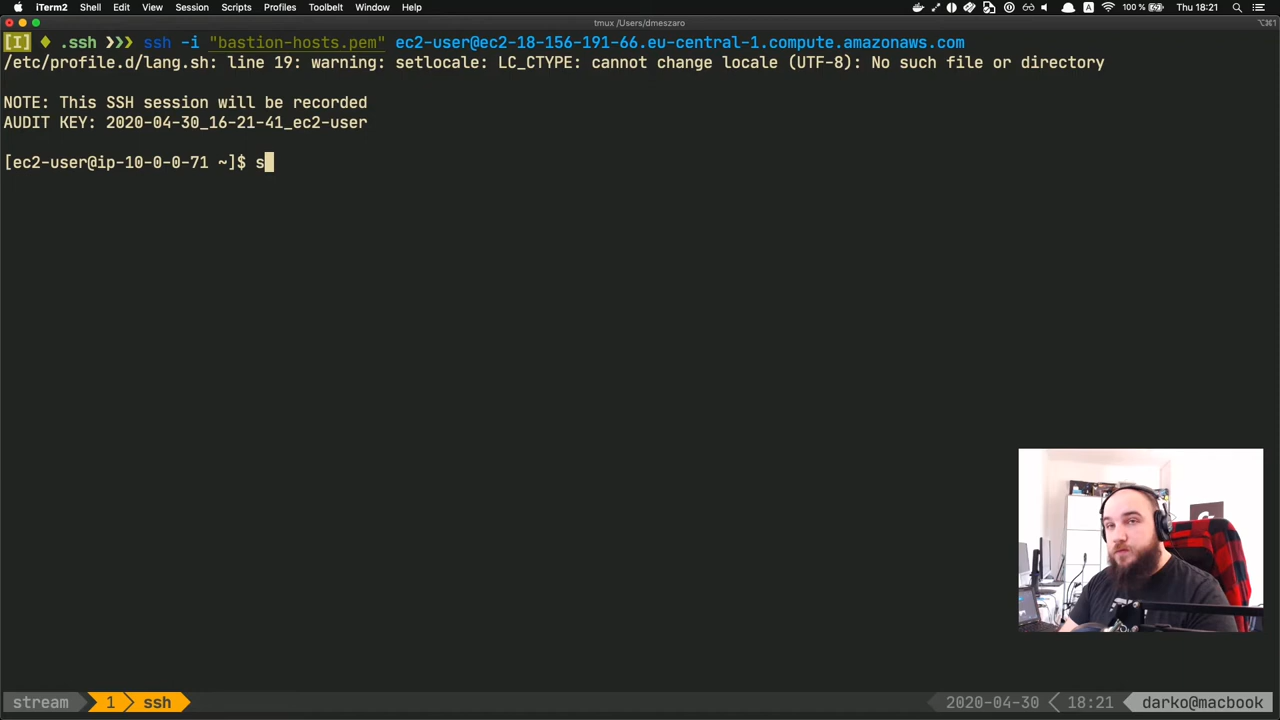 iTerm2 Shell Edit View Session Scripts Profiles Toolbelt Window Help 100 % Thu 18:21
tmux /Users/dmeszaro
[I] ♦ .ssh ❯❯❯ ssh -i "bastion-hosts.pem" ec2-user@ec2-18-156-191-66.eu-central-1.compute.amazonaws.com
/etc/profile.d/lang.sh: line 19: warning: setlocale: LC_CTYPE: cannot change locale (UTF-8): No such file or directory
NOTE: This SSH session will be recorded
AUDIT KEY: 2020-04-30_16-21-41_ec2-user
[ec2-user@ip-10-0-0-71 ~]$ s
stream 1 ssh 2020-04-30 18:21 darko@macbook